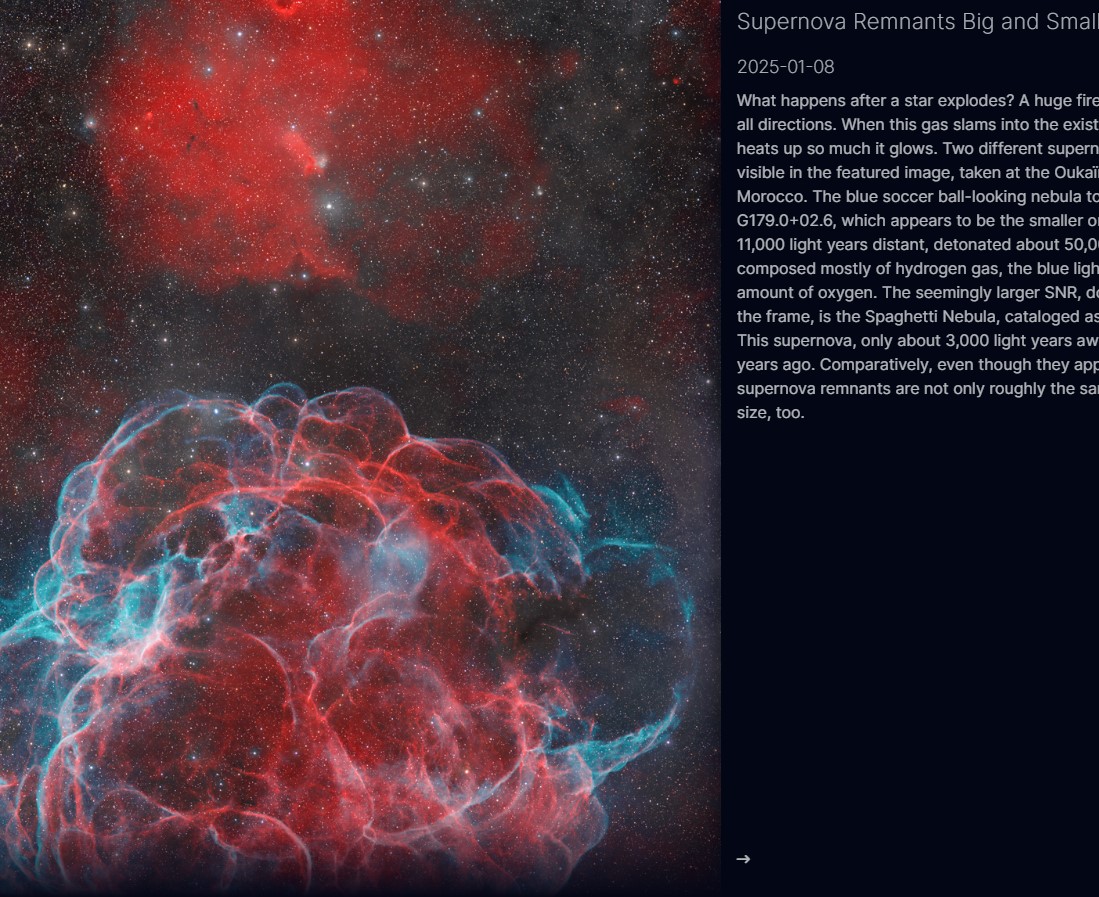 Supernova Remnants Big and Small
2025-01-08
What happens after a star explodes? A huge fire
all directions. When this gas slams into the exist
heats up so much it glows. Two different supern
visible in the featured image, taken at the Oukaï
Morocco. The blue soccer ball-looking nebula to
G179.0+02.6, which appears to be the smaller o
11,000 light years distant, detonated about 50,0
composed mostly of hydrogen gas, the blue ligh
amount of oxygen. The seemingly larger SNR, do
the frame, is the Spaghetti Nebula, cataloged as
This supernova, only about 3,000 light years aw
years ago. Comparatively, even though they app
supernova remnants are not only roughly the sa
size, too.
→